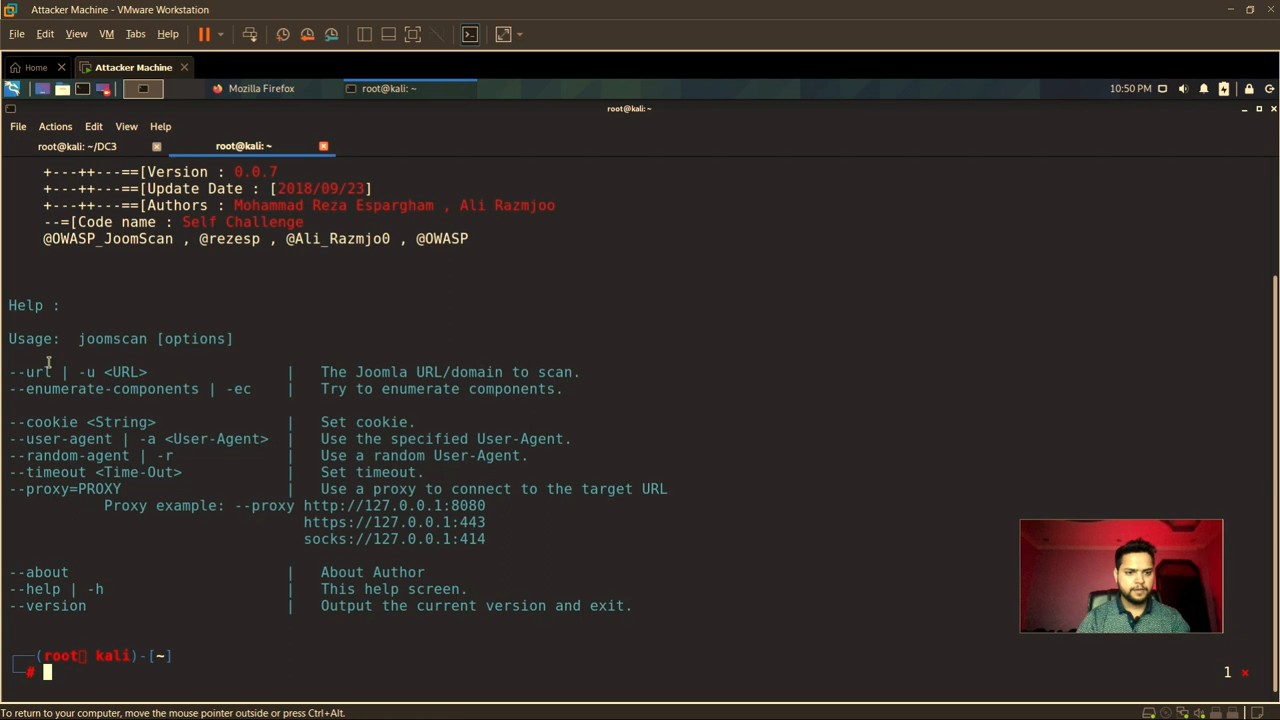 Attacker Machine - VMware Workstation
File Edit View VM Tabs Help
Home Attacker Machine
Mozilla Firefox root@kali: ~ 10:50 PM
root@kali: ~
File Actions Edit View Help
root@kali: ~/DC3 root@kali: ~
+---++---==[Version : 0.0.7
+---++---==[Update Date : [2018/09/23]
+---++---==[Authors : Mohammad Reza Espargham , Ali Razmjoo
--=[Code name : Self Challenge
@OWASP_JoomScan , @rezesp , @Ali_Razmjo0 , @OWASP
Help :
Usage: joomscan [options]
--url | -u <URL> | The Joomla URL/domain to scan.
--enumerate-components | -ec | Try to enumerate components.
--cookie <String> | Set cookie.
--user-agent | -a <User-Agent> | Use the specified User-Agent.
--random-agent | -r | Use a random User-Agent.
--timeout <Time-Out> | Set timeout.
--proxy=PROXY | Use a proxy to connect to the target URL
Proxy example: --proxy http://127.0.0.1:8080
https://127.0.0.1:443
socks://127.0.0.1:414
--about | About Author
--help | -h | This help screen.
--version | Output the current version and exit.
(root kali)-[~]
# 1 ×
To return to your computer, move the mouse pointer outside or press Ctrl+Alt.